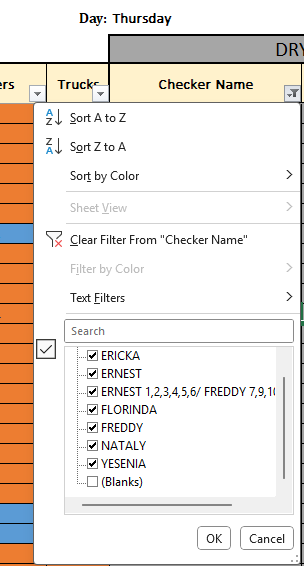 Day: Thursday
DRY
ers Trucks Checker Name
Sort A to Z
Sort Z to A
Sort by Color
Sheet View
Clear Filter From "Checker Name"
Filter by Color
Text Filters
Search
ERICKA
ERNEST
ERNEST 1,2,3,4,5,6/ FREDDY 7,9,10
FLORINDA
FREDDY
NATALY
YESENIA
(Blanks)
OK Cancel